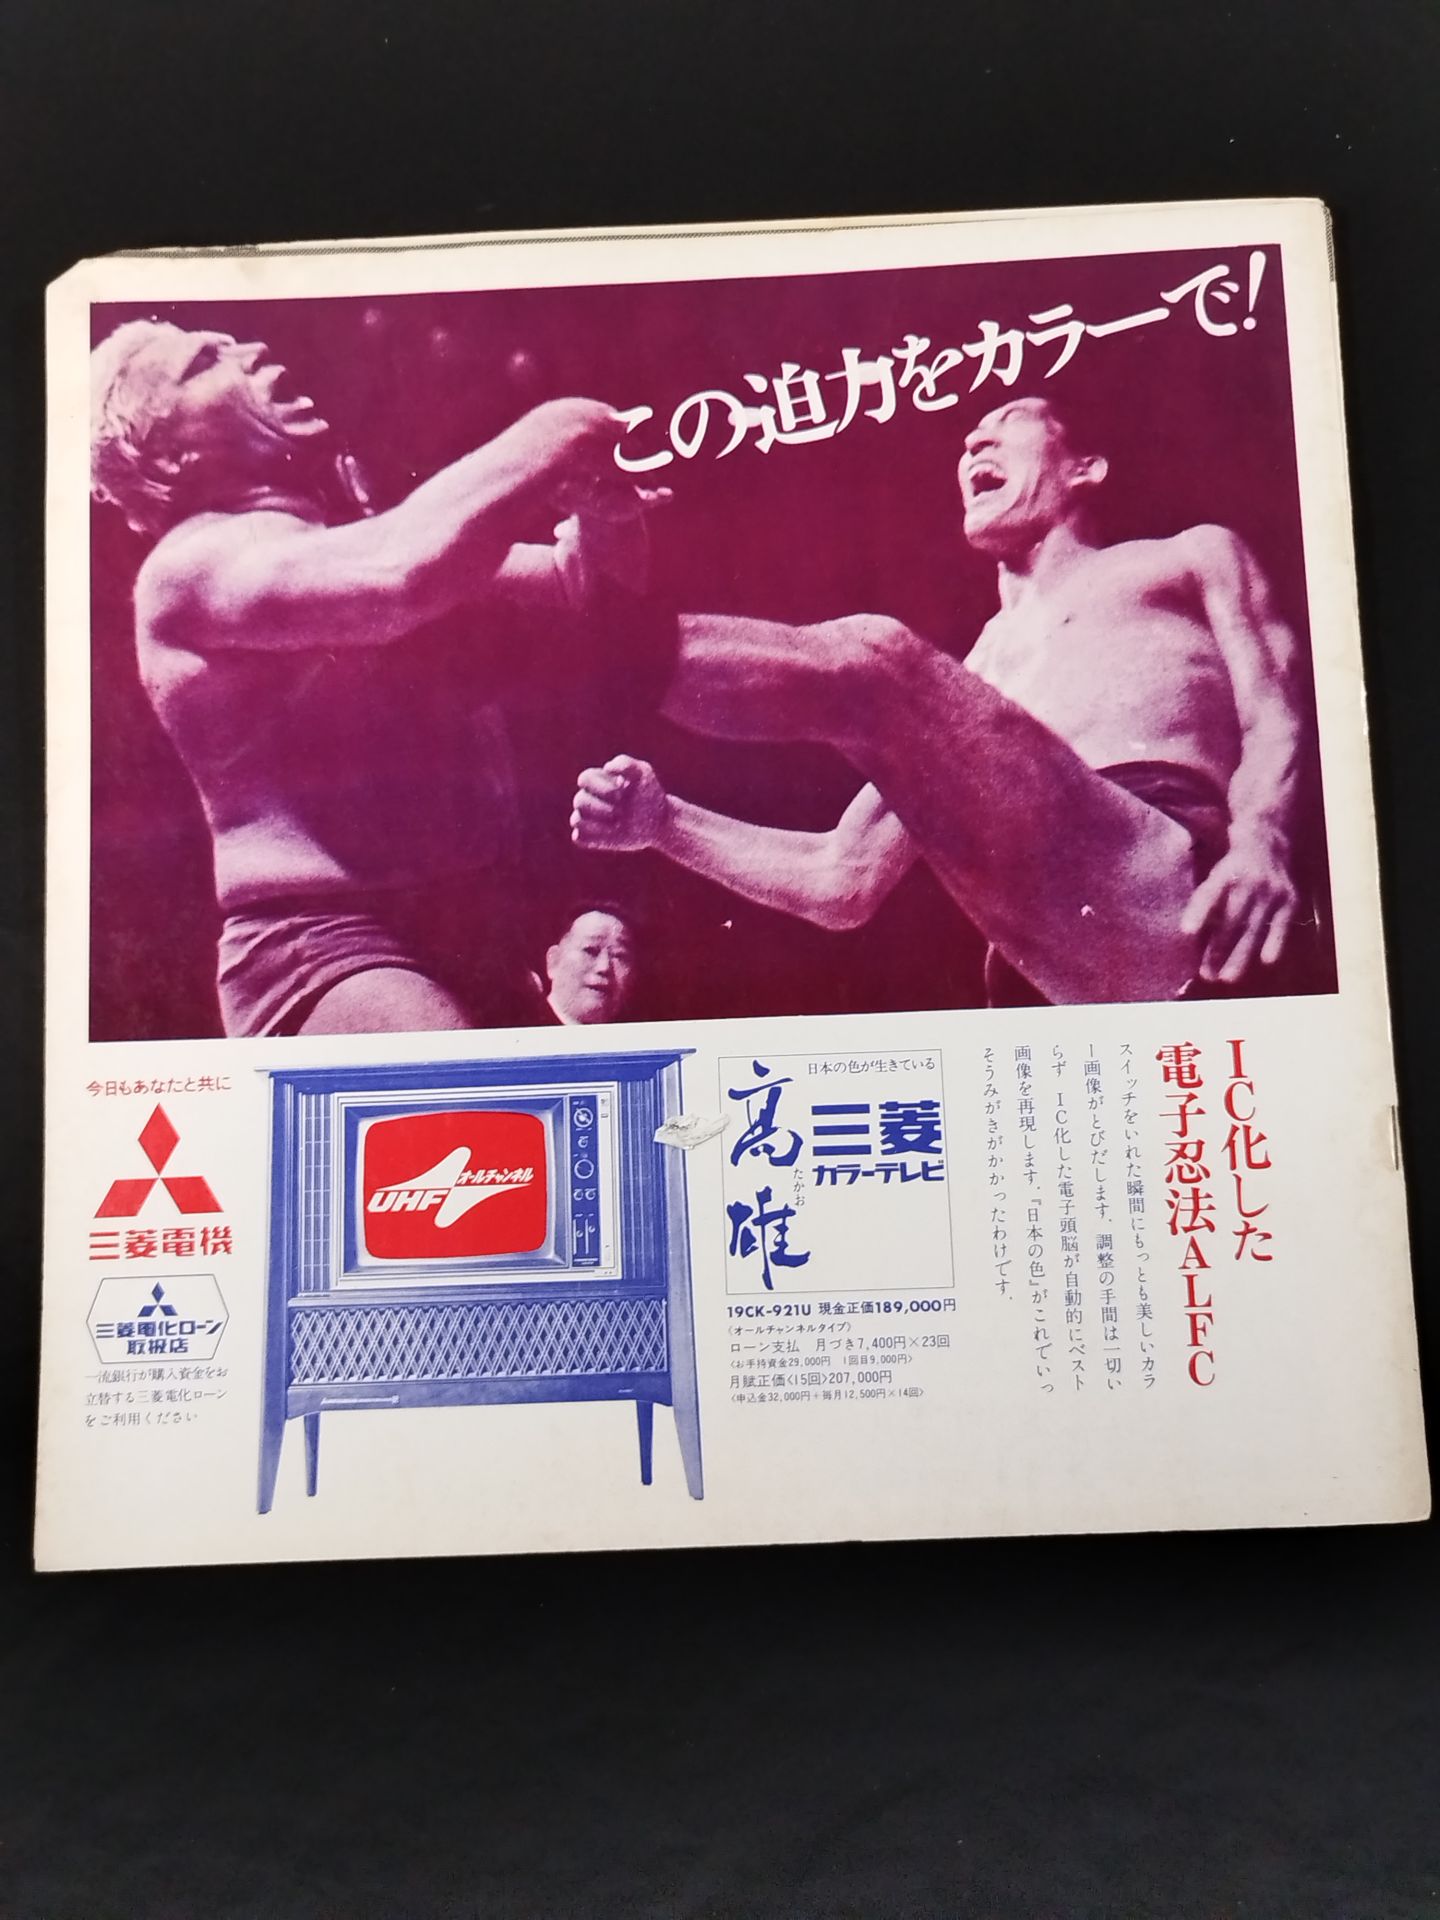 この迫力をカラーで!
IC化した
電子忍法ALFC
スイッチをいれた瞬間にもっとも美しいカラ
ー画像がとびだします．調整の手間は一切い
らず IC化した電子頭脳が自動的にベスト
画像を再現します．『日本の色』がこれでいっ
そうみがきがかかったわけです．
日本の色が生きている
高雄
たかお
三菱
カラーテレビ
19CK-921U 現金正価189,000円
〈オールチャンネルタイプ〉
ローン支払 月づき7,400円×23回
〈お手持資金29,000円 1回目9,000円〉
月賦正価〈15回〉207,000円
〈申込金32,000円＋毎月12,500円×14回〉
UHF オールチャンネル
今日もあなたと共に
三菱電機
三菱電化ローン
取扱店
一流銀行が購入資金をお
立替する三菱電化ローン
をご利用ください